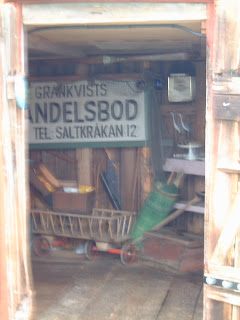 GRANKVISTS
ANDELSBOD
TEL. SALTKRÅKAN 12